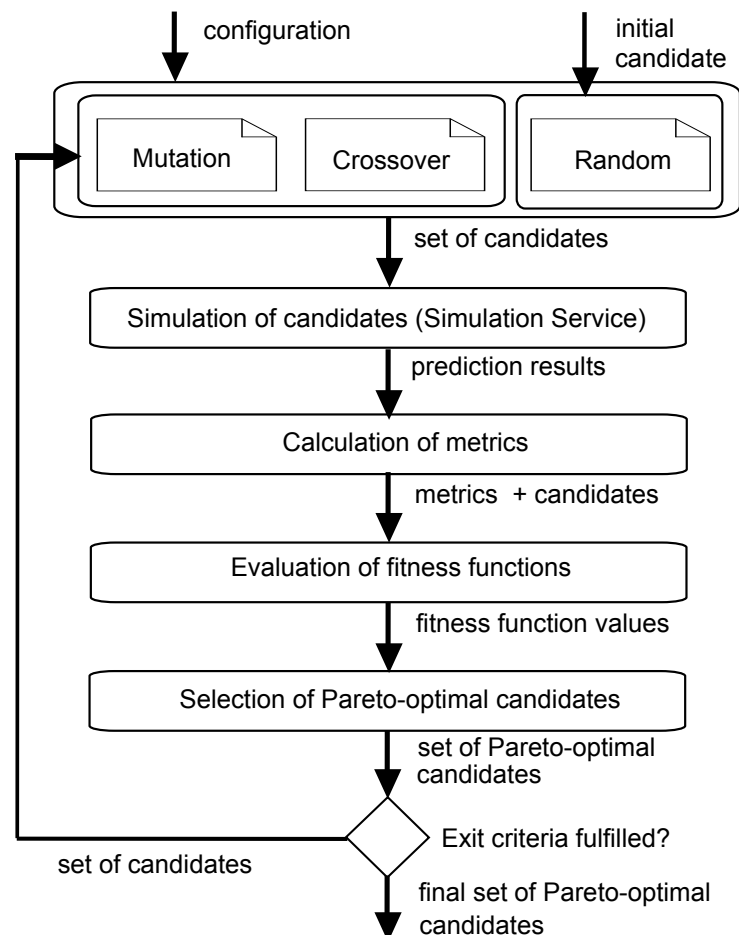 configuration
initial
candidate
Mutation
Crossover
Random
set of candidates
Simulation of candidates (Simulation Service)
prediction results
Calculation of metrics
metrics + candidates
Evaluation of fitness functions
fitness function values
Selection of Pareto-optimal candidates
set of Pareto-optimal
candidates
Exit criteria fulfilled?
set of candidates
final set of Pareto-optimal
candidates